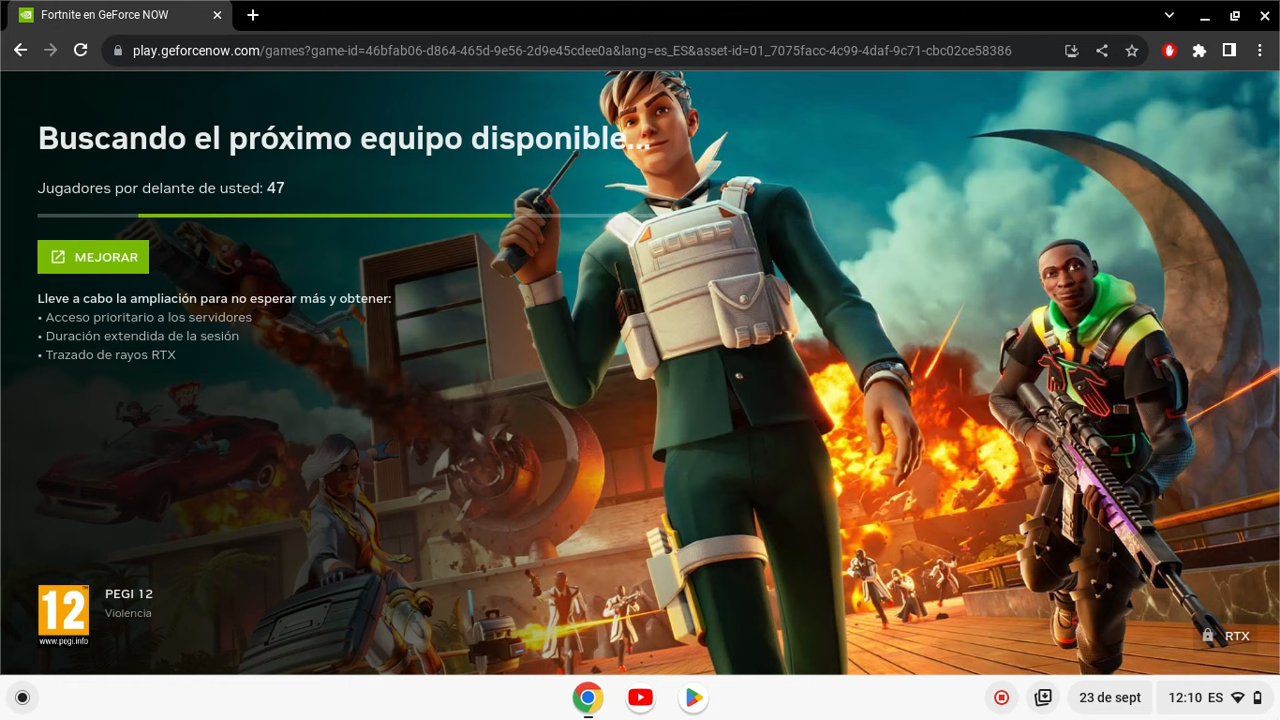 Fortnite en GeForce NOW
play.geforcenow.com/games?game-id=46bfab06-d864-465d-9e56-2d9e45cdee0a&lang=es_ES&asset-id=01_7075facc-4c99-4daf-9c71-cbc02ce58386
Buscando el próximo equipo disponible...
Jugadores por delante de usted: 47
MEJORAR
Lleve a cabo la ampliación para no esperar más y obtener:
• Acceso prioritario a los servidores
• Duración extendida de la sesión
• Trazado de rayos RTX
12
www.pegi.info
PEGI 12
Violencia
RTX
23 de sept
12:10 ES